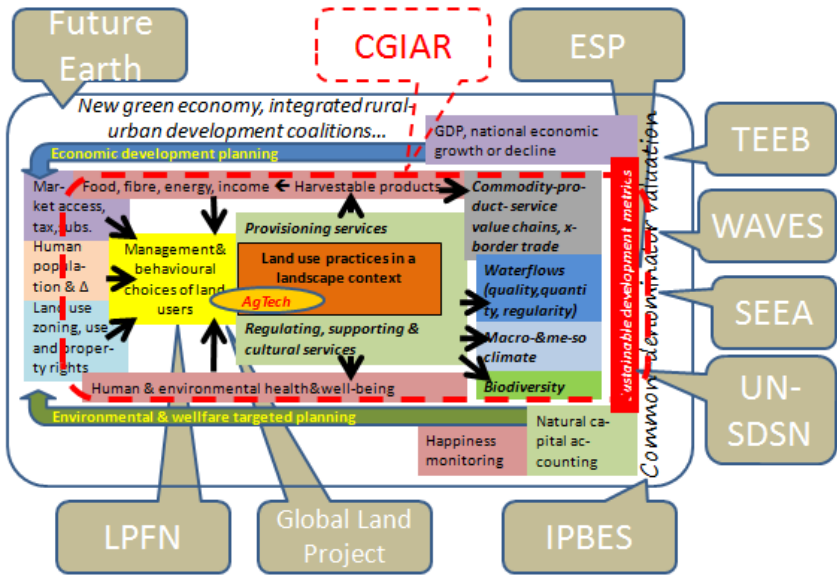 Future
Earth
CGIAR
ESP
New green economy, integrated rural-
urban development coalitions...
GDP, national economic
growth or decline
Economic development planning
TEEB
WAVES
SEEA
UN-
SDSN
Mar-
ket access,
tax,subs.
Food, fibre, energy, income ← Harvestable products
Commodity-pro-
duct- service
value chains, x-
border trade
Provisioning services
Human
popula-
tion & Δ
Management&
behavioural
choices of land
users
Land use practices in a
landscape context
AgTech
Waterflows
(quality,quanti
ty, regularity)
Land use
zoning, use
and proper-
ty rights
Regulating, supporting &
cultural services
Macro-&me-so
climate
Biodiversity
Human & environmental health&well-being
Sustainable development metrics
Common denominator valuation
Environmental & wellfare targeted planning
Happiness
monitoring
Natural ca-
pital ac-
counting
LPFN
Global Land
Project
IPBES